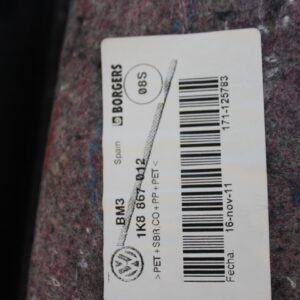 BORGERS
08S
Spain
BM3
1K8 867 012
>PET+SBR CO+PP+PET<
171-125783
16-nov-11
Fecha: